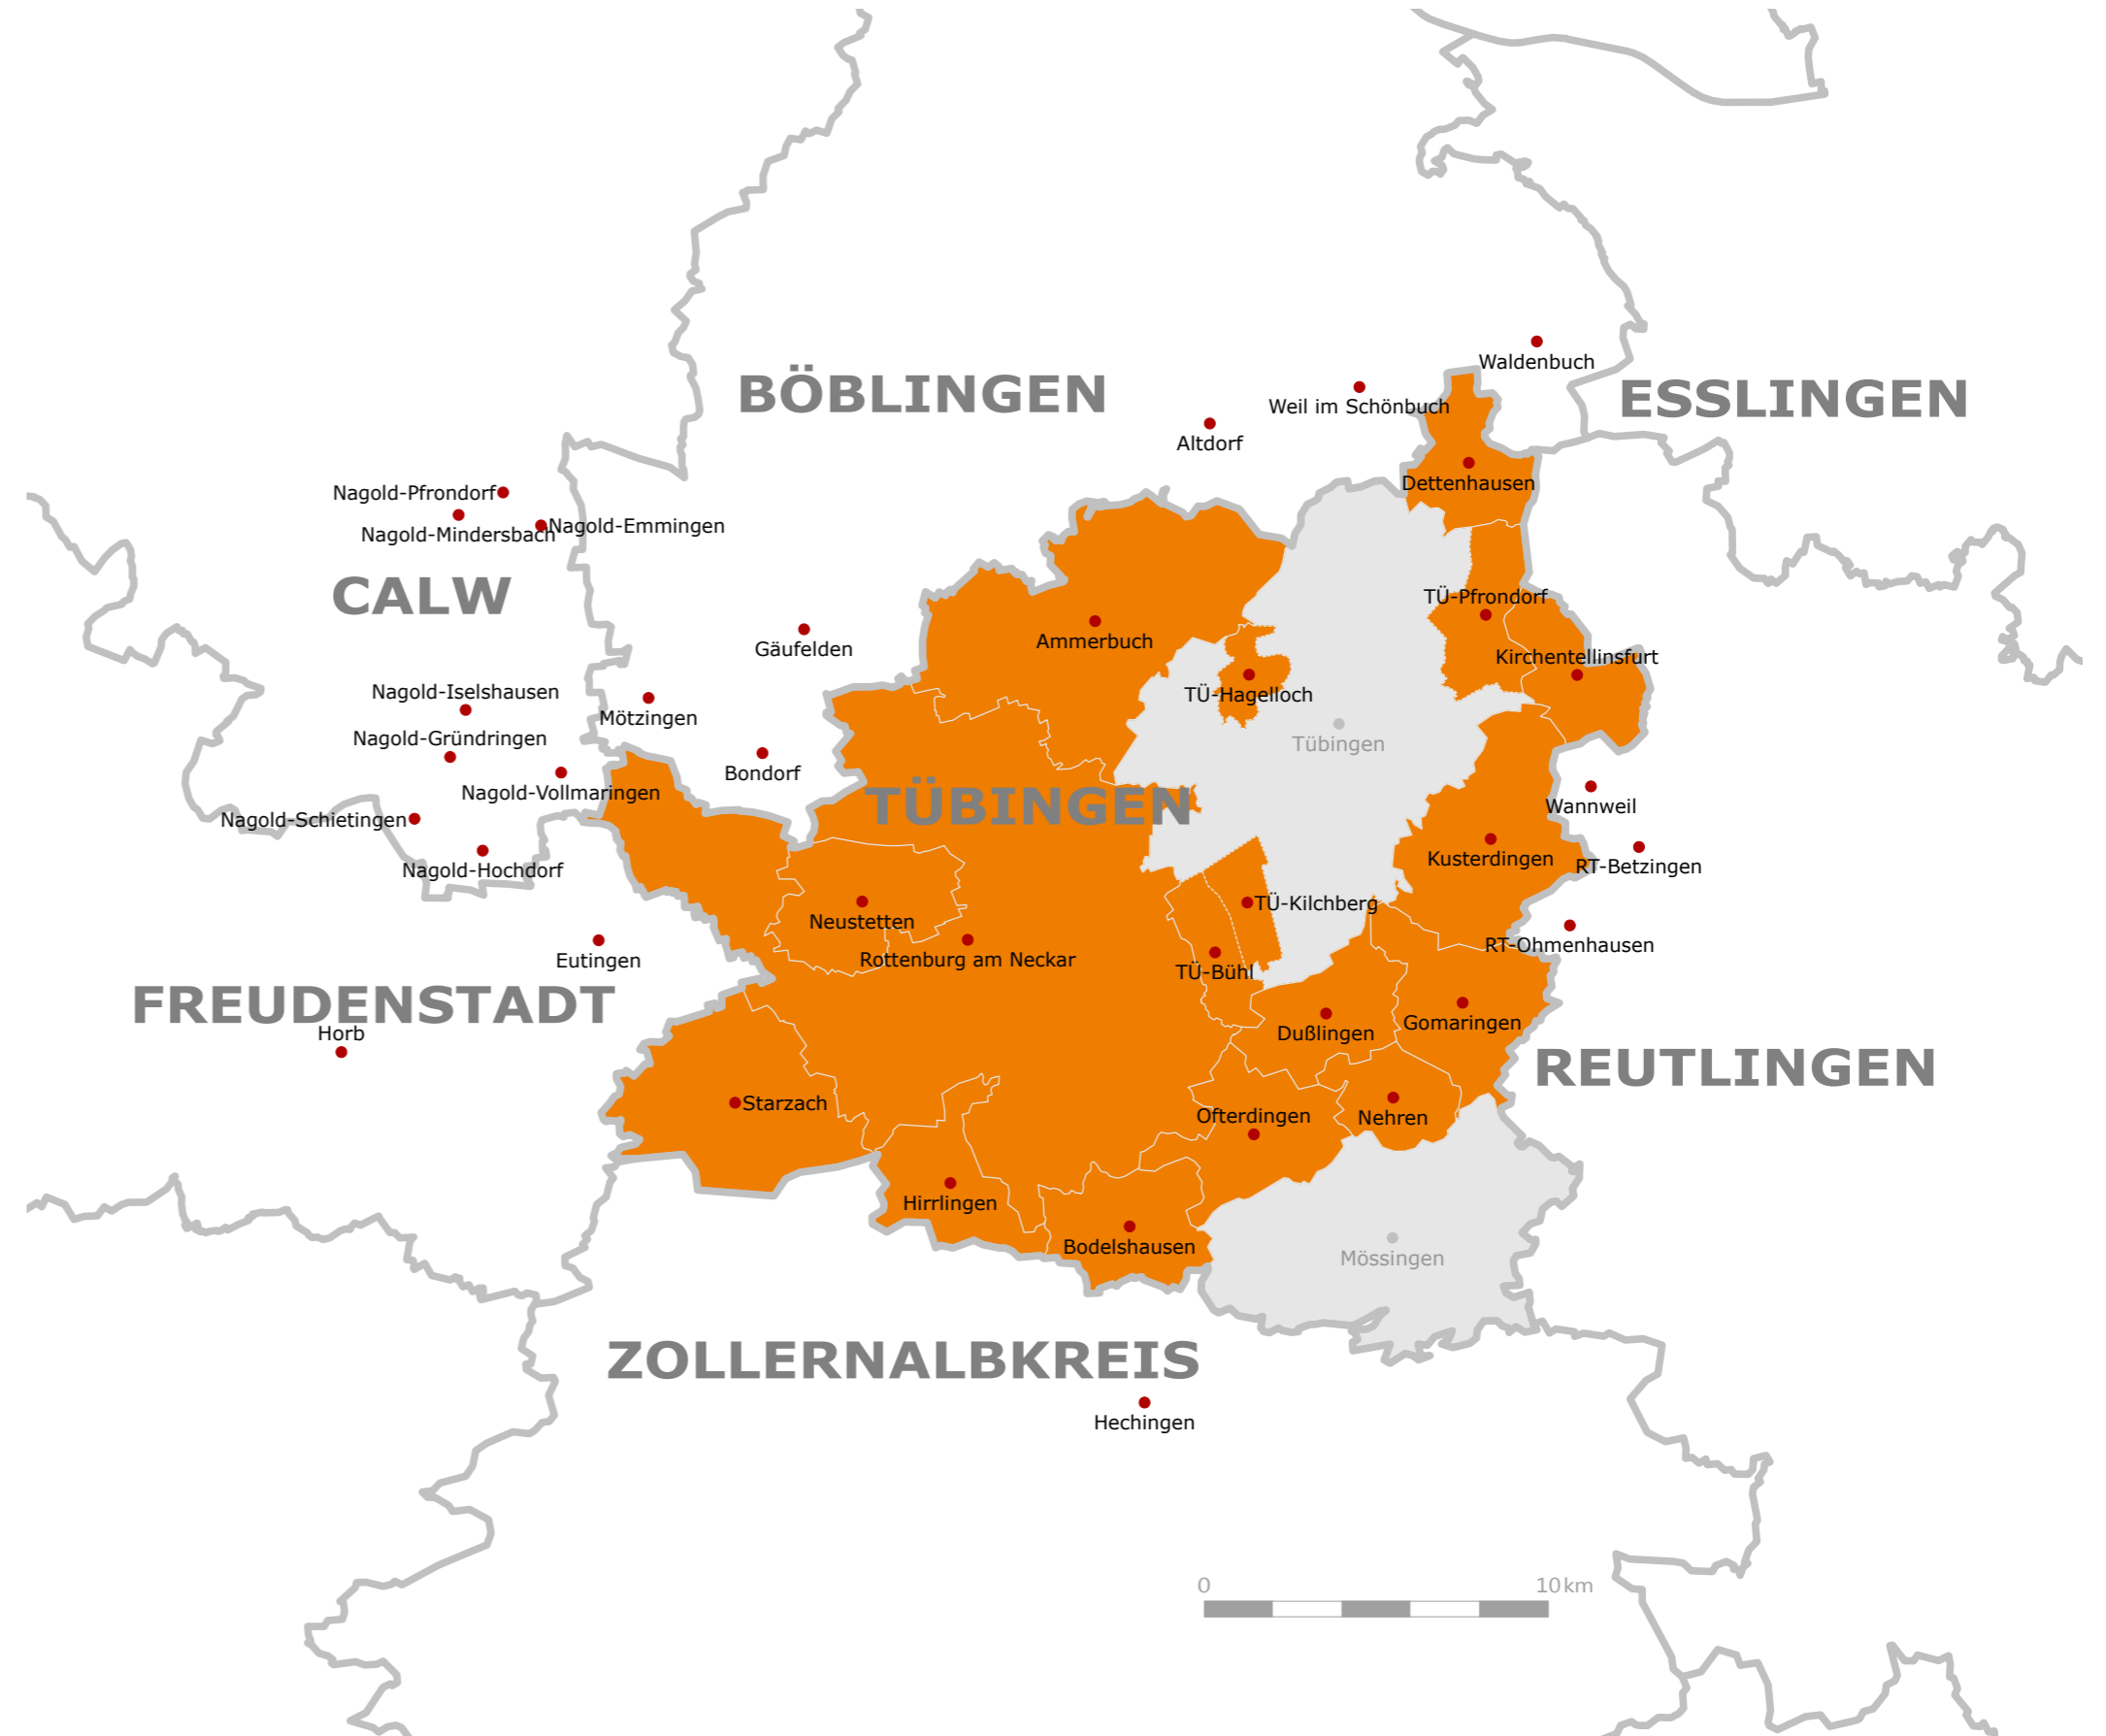 Waldenbuch
BÖBLINGEN
Weil im Schönbuch
ESSLINGEN
Altdorf
Dettenhausen
Nagold-Pfrondorf
Nagold-Mindersbach
Nagold-Emmingen
CALW
TÜ-Pfrondorf
Gäufelden
Ammerbuch
Kirchentellinsfurt
Nagold-Iselshausen
TÜ-Hagelloch
Mötzingen
Nagold-Gründringen
Tübingen
Bondorf
Nagold-Vollmaringen
TÜBINGEN
Wannweil
Nagold-Schietingen
Kusterdingen
RT-Betzingen
Nagold-Hochdorf
TÜ-Kilchberg
Neustetten
RT-Ohmenhausen
Eutingen
Rottenburg am Neckar
TÜ-Bühl
FREUDENSTADT
Horb
Dußlingen
Gomaringen
REUTLINGEN
Starzach
Ofterdingen
Nehren
Hirrlingen
Bodelshausen
Mössingen
ZOLLERNALBKREIS
Hechingen
0 10 km